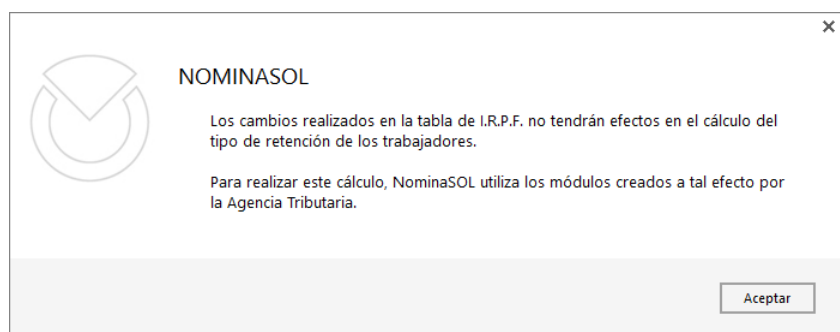 NOMINASOL
Los cambios realizados en la tabla de I.R.P.F. no tendrán efectos en el cálculo del
tipo de retención de los trabajadores.
Para realizar este cálculo, NominaSOL utiliza los módulos creados a tal efecto por
la Agencia Tributaria.
Aceptar